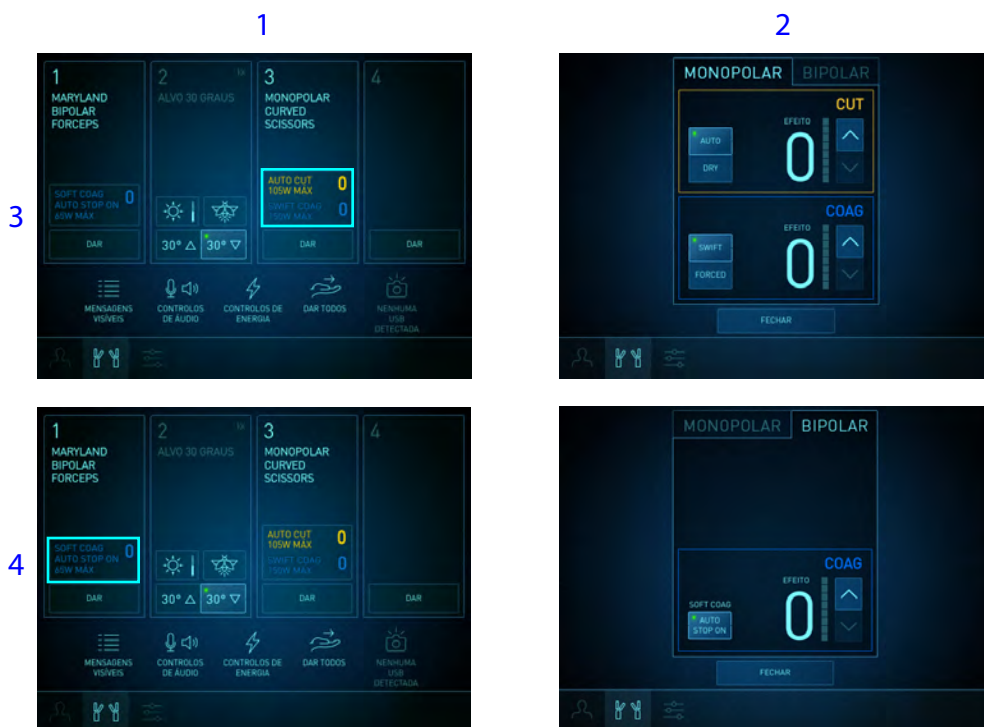 1
2
3
4
1
2
1x
3
4
MARYLAND
BIPOLAR
FORCEPS
ALVO 30 GRAUS
MONOPOLAR
CURVED
SCISSORS
SOFT COAG
AUTO STOP ON
65W MÁX
0
AUTO CUT
105W MÁX
0
SWIFT COAG
150W MÁX
0
DAR
30°
30°
DAR
DAR
MENSAGENS
VISÍVEIS
CONTROLOS
DE ÁUDIO
CONTROLOS DE
ENERGIA
DAR TODOS
NENHUMA
USB
DETECTADA
MONOPOLAR
BIPOLAR
CUT
EFEITO
AUTO
DRY
0
COAG
EFEITO
SWIFT
FORCED
0
FECHAR
1
2
1x
3
4
MARYLAND
BIPOLAR
FORCEPS
ALVO 30 GRAUS
MONOPOLAR
CURVED
SCISSORS
SOFT COAG
AUTO STOP ON
65W MÁX
0
AUTO CUT
105W MÁX
0
SWIFT COAG
150W MÁX
0
DAR
30°
30°
DAR
DAR
MENSAGENS
VISÍVEIS
CONTROLOS
DE ÁUDIO
CONTROLOS DE
ENERGIA
DAR TODOS
NENHUMA
USB
DETECTADA
MONOPOLAR
BIPOLAR
COAG
EFEITO
SOFT COAG
AUTO
STOP ON
0
FECHAR